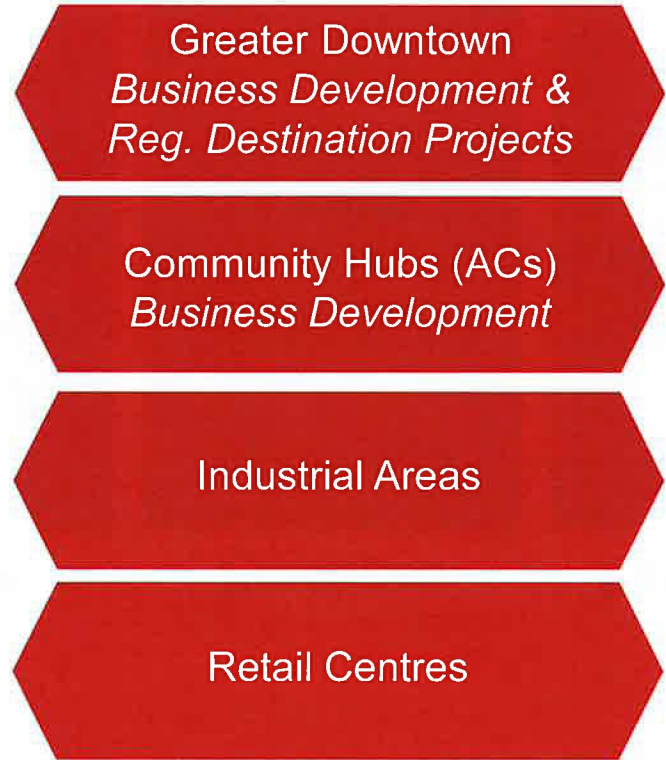 Greater Downtown
Business Development &
Reg. Destination Projects
Community Hubs (ACs)
Business Development
Industrial Areas
Retail Centres